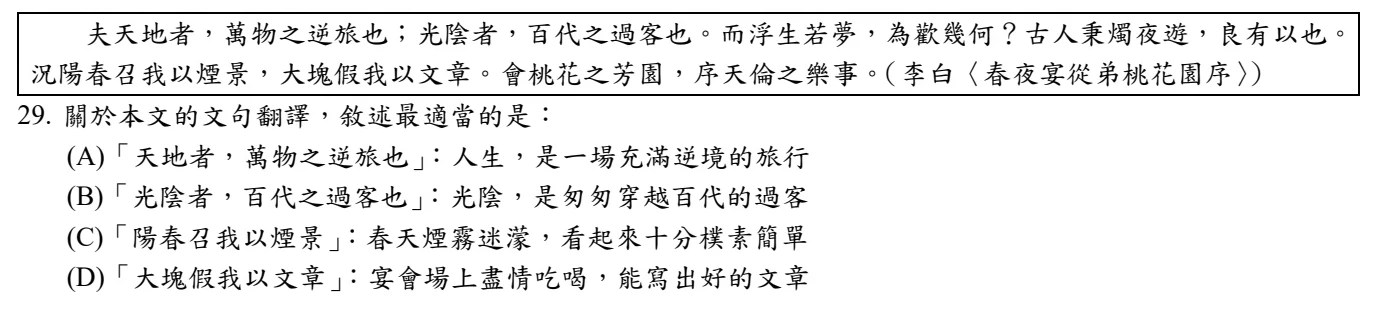 夫天地者，萬物之逆旅也；光陰者，百代之過客也。而浮生若夢，為歡幾何？古人秉燭夜遊，良有以也。
況陽春召我以煙景，大塊假我以文章。會桃花之芳園，序天倫之樂事。（李白〈春夜宴從弟桃花園序〉）
29. 關於本文的文句翻譯，敘述最適當的是：
(A)「天地者，萬物之逆旅也」：人生，是一場充滿逆境的旅行
(B)「光陰者，百代之過客也」：光陰，是匆匆穿越百代的過客
(C)「陽春召我以煙景」：春天煙霧迷濛，看起來十分樸素簡單
(D)「大塊假我以文章」：宴會場上盡情吃喝，能寫出好的文章